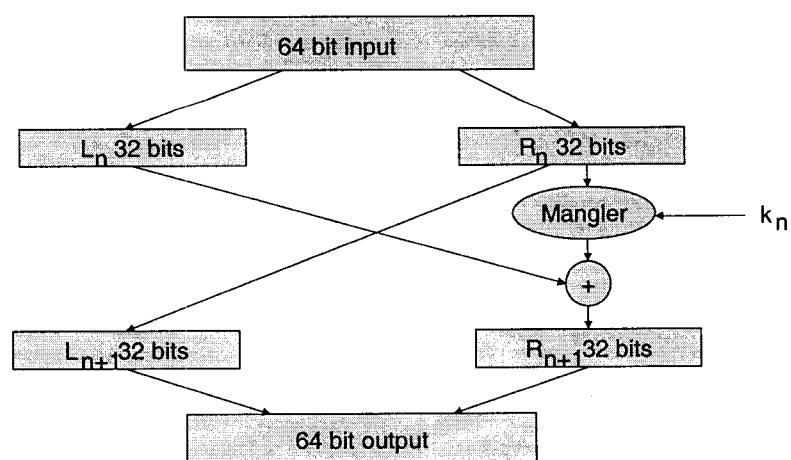 64 bit input
Ln 32 bits
Rn 32 bits
Mangler
kn
+
Ln+1 32 bits
Rn+1 32 bits
64 bit output